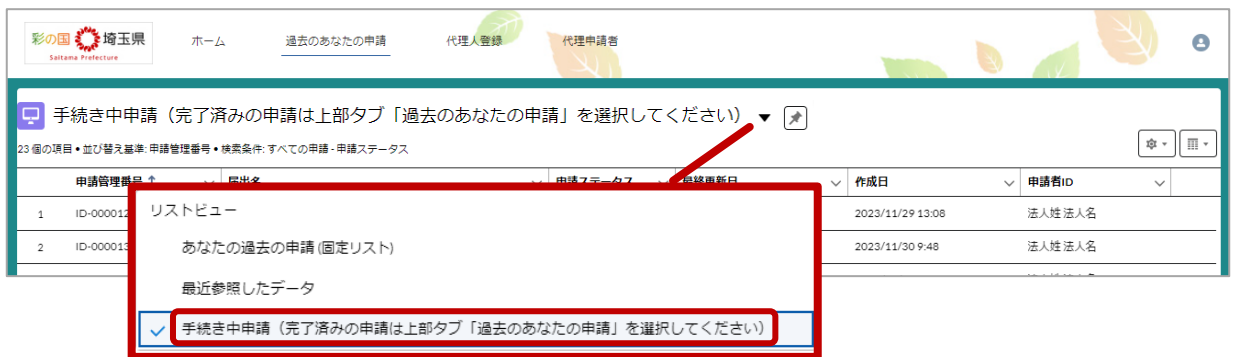 彩の国 埼玉県
Saitama Prefecture
ホーム 過去のあなたの申請 代理人登録 代理申請者
手続き中申請（完了済みの申請は上部タブ「過去のあなたの申請」を選択してください）
23 個の項目 • 並び替え基準: 申請管理番号 • 検索条件: すべての申請 - 申請ステータス
申請管理番号 ↑ 届出名 申請ステータス 最終更新日 作成日 申請者ID
1 ID-000012 2023/11/29 13:08 法人姓 法人名
2 ID-000013 2023/11/30 9:48 法人姓 法人名
リストビュー
あなたの過去の申請 (固定リスト)
最近参照したデータ
手続き中申請（完了済みの申請は上部タブ「過去のあなたの申請」を選択してください）